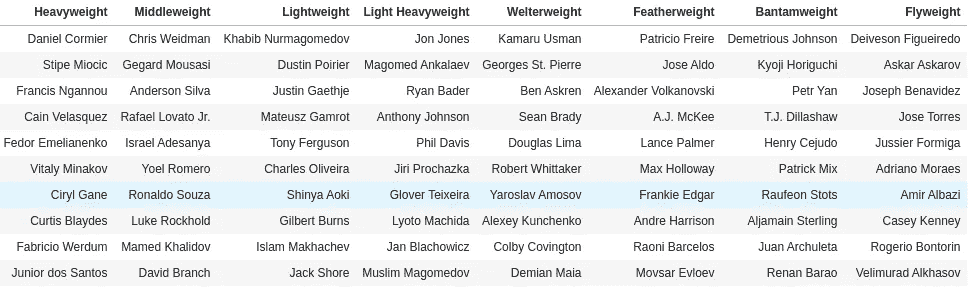 Heavyweight Middleweight Lightweight Light Heavyweight Welterweight Featherweight Bantamweight Flyweight
Daniel Cormier Chris Weidman Khabib Nurmagomedov Jon Jones Kamaru Usman Patricio Freire Demetrious Johnson Deiveson Figueiredo
Stipe Miocic Gegard Mousasi Dustin Poirier Magomed Ankalaev Georges St. Pierre Jose Aldo Kyoji Horiguchi Askar Askarov
Francis Ngannou Anderson Silva Justin Gaethje Ryan Bader Ben Askren Alexander Volkanovski Petr Yan Joseph Benavidez
Cain Velasquez Rafael Lovato Jr. Mateusz Gamrot Anthony Johnson Sean Brady A.J. McKee T.J. Dillashaw Jose Torres
Fedor Emelianenko Israel Adesanya Tony Ferguson Phil Davis Douglas Lima Lance Palmer Henry Cejudo Jussier Formiga
Vitaly Minakov Yoel Romero Charles Oliveira Jiri Prochazka Robert Whittaker Max Holloway Patrick Mix Adriano Moraes
Ciryl Gane Ronaldo Souza Shinya Aoki Glover Teixeira Yaroslav Amosov Frankie Edgar Raufeon Stots Amir Albazi
Curtis Blaydes Luke Rockhold Gilbert Burns Lyoto Machida Alexey Kunchenko Andre Harrison Aljamain Sterling Casey Kenney
Fabricio Werdum Mamed Khalidov Islam Makhachev Jan Blachowicz Colby Covington Raoni Barcelos Juan Archuleta Rogerio Bontorin
Junior dos Santos David Branch Jack Shore Muslim Magomedov Demian Maia Movsar Evloev Renan Barao Velimurad Alkhasov